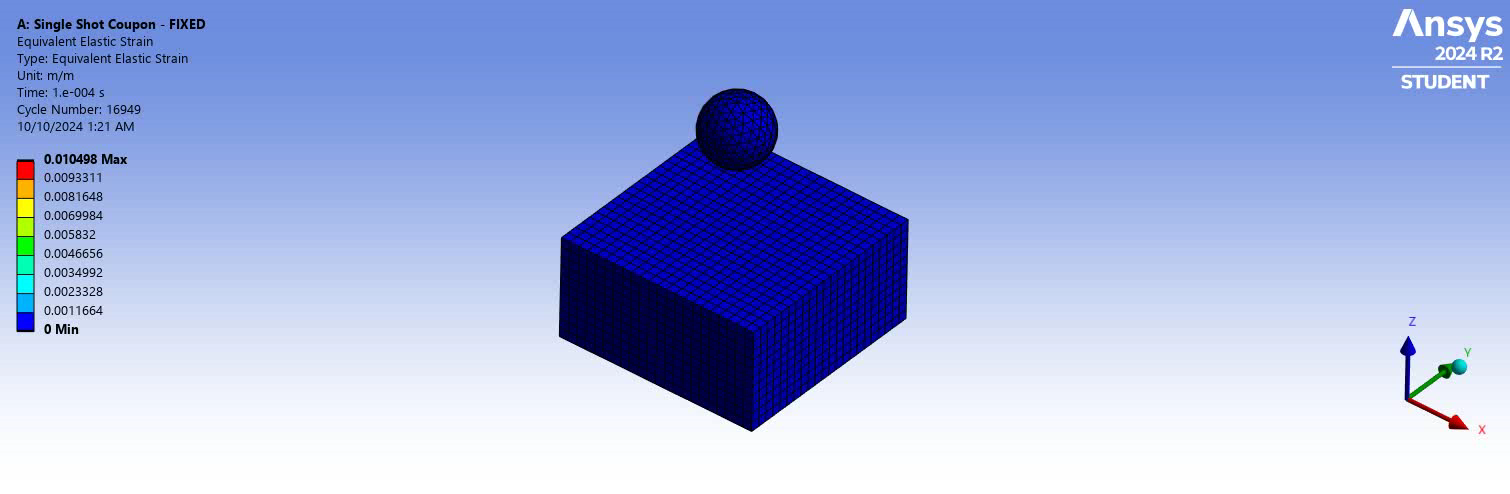 A: Single Shot Coupon - FIXED
Equivalent Elastic Strain
Type: Equivalent Elastic Strain
Unit: m/m
Time: 1.e-004 s
Cycle Number: 16949
10/10/2024 1:21 AM
0.010498 Max
0.0093311
0.0081648
0.0069984
0.005832
0.0046656
0.0034992
0.0023328
0.0011664
0 Min
Ansys
2024 R2
STUDENT
Z
Y
X